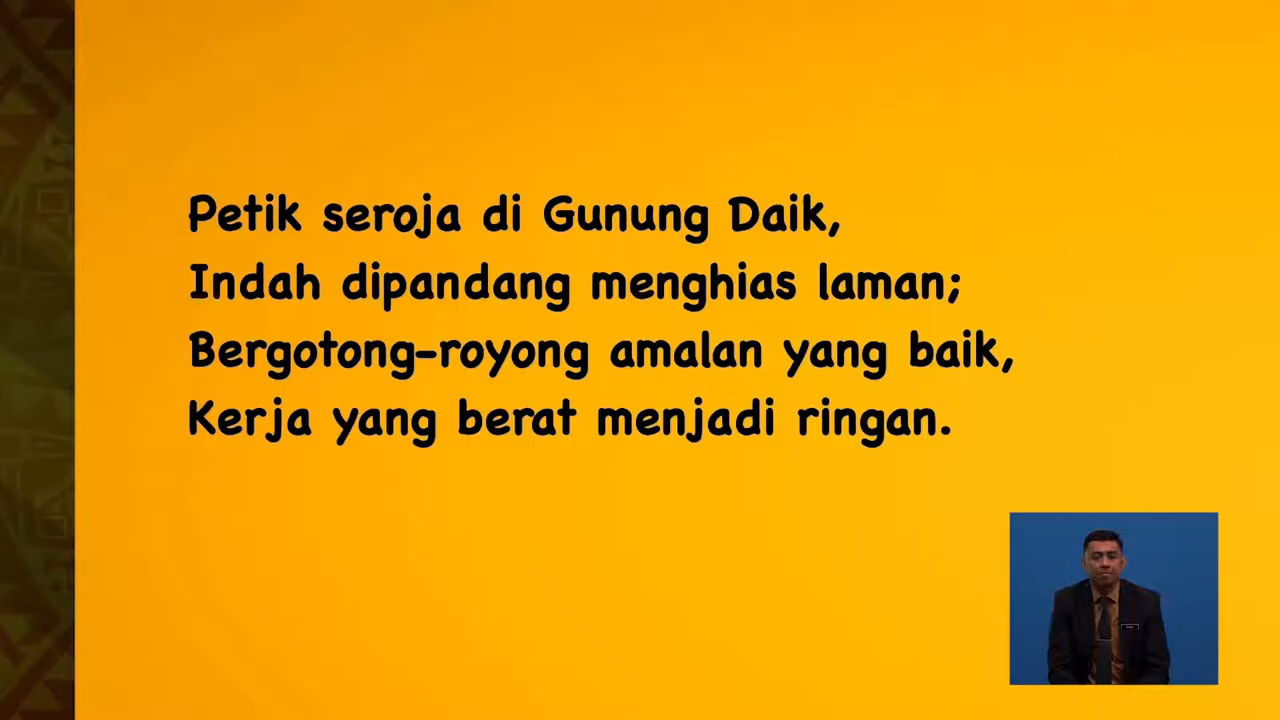 Petik seroja di Gunung Daik,
Indah dipandang menghias laman;
Bergotong-royong amalan yang baik,
Kerja yang berat menjadi ringan.